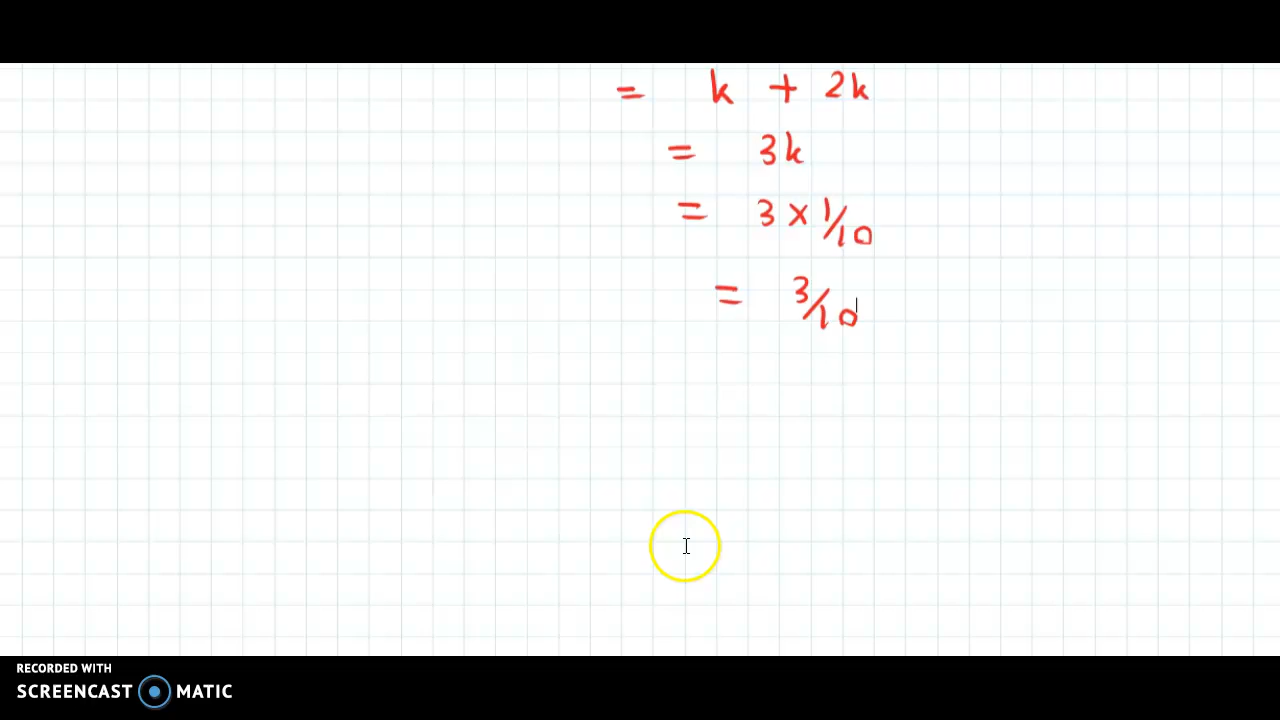 = k + 2k
= 3k
= 3 × 1/10
= 3/10
RECORDED WITH
SCREENCAST MATIC